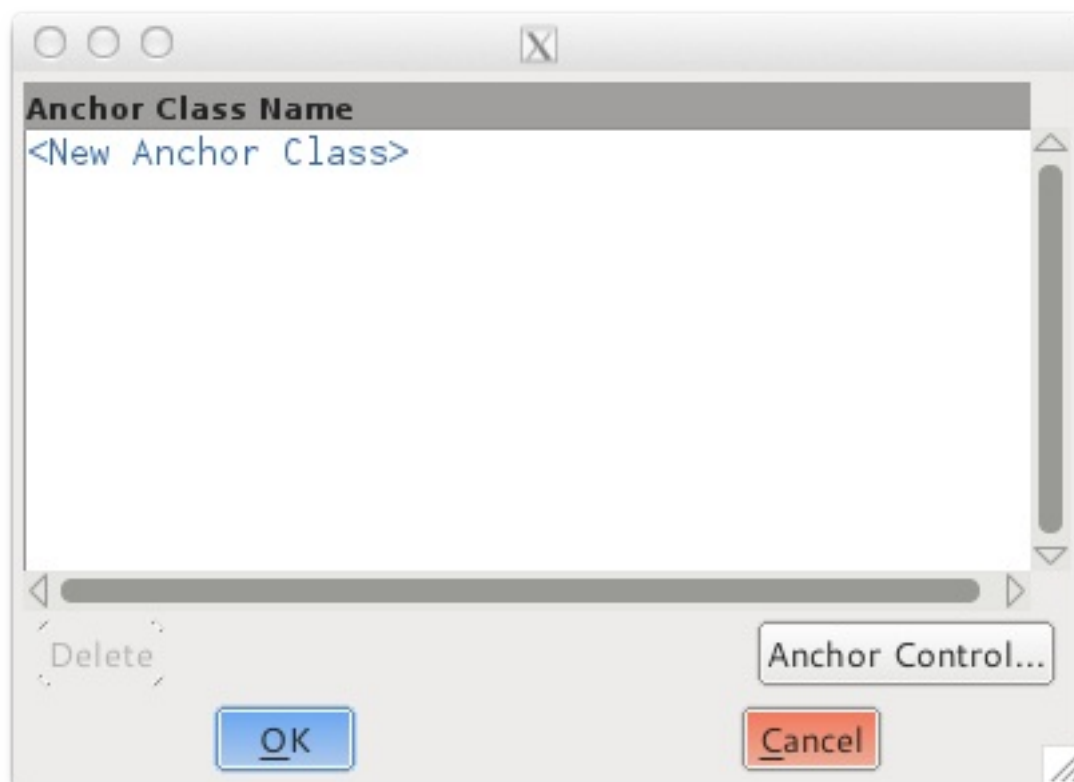 Anchor Class Name
<New Anchor Class>
Delete
Anchor Control...
OK
Cancel